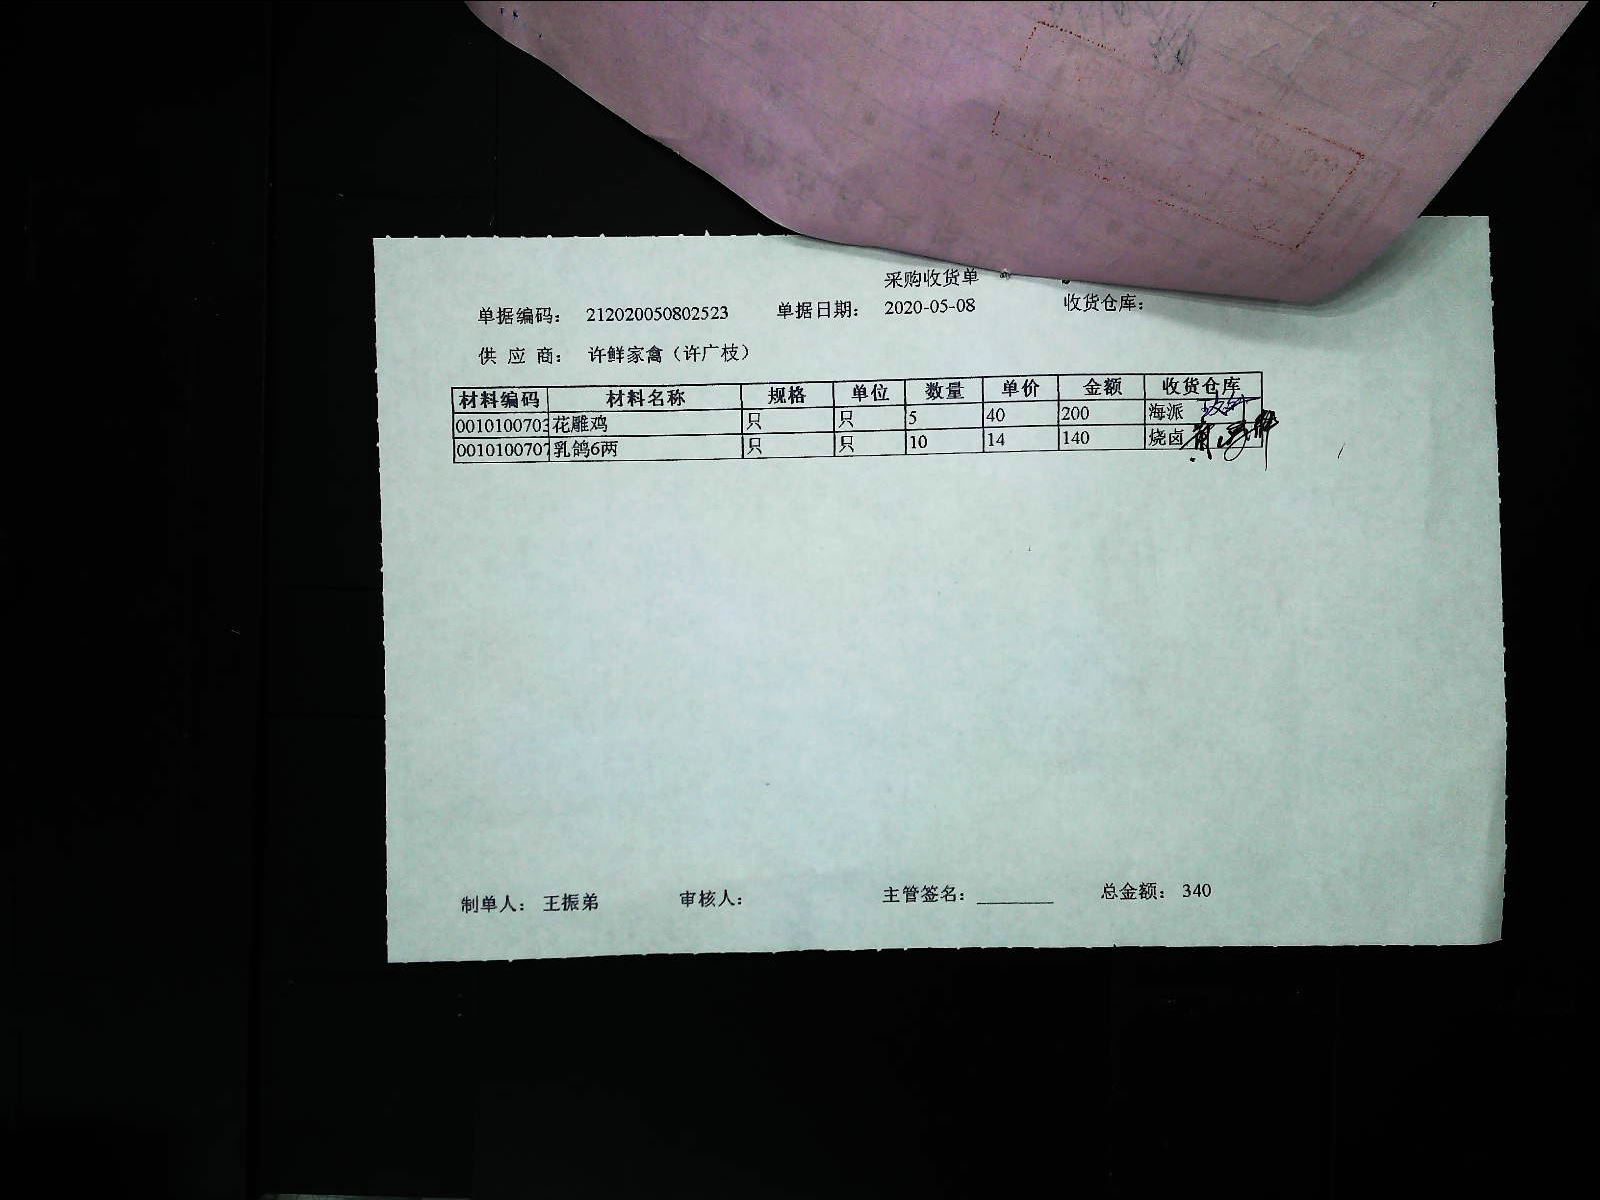 采购收货单
单据编码： 212020050802523 单据日期： 2020-05-08 收货仓库：
供 应 商： 许鲜家禽（许广枝）
材料编码 材料名称 规格 单位 数量 单价 金额 收货仓库
0010100703 花雕鸡 只 只 5 40 200 海派
0010100707 乳鸽6两 只 只 10 14 140 烧卤
制单人： 王振弟 审核人： 主管签名： ________ 总金额： 340